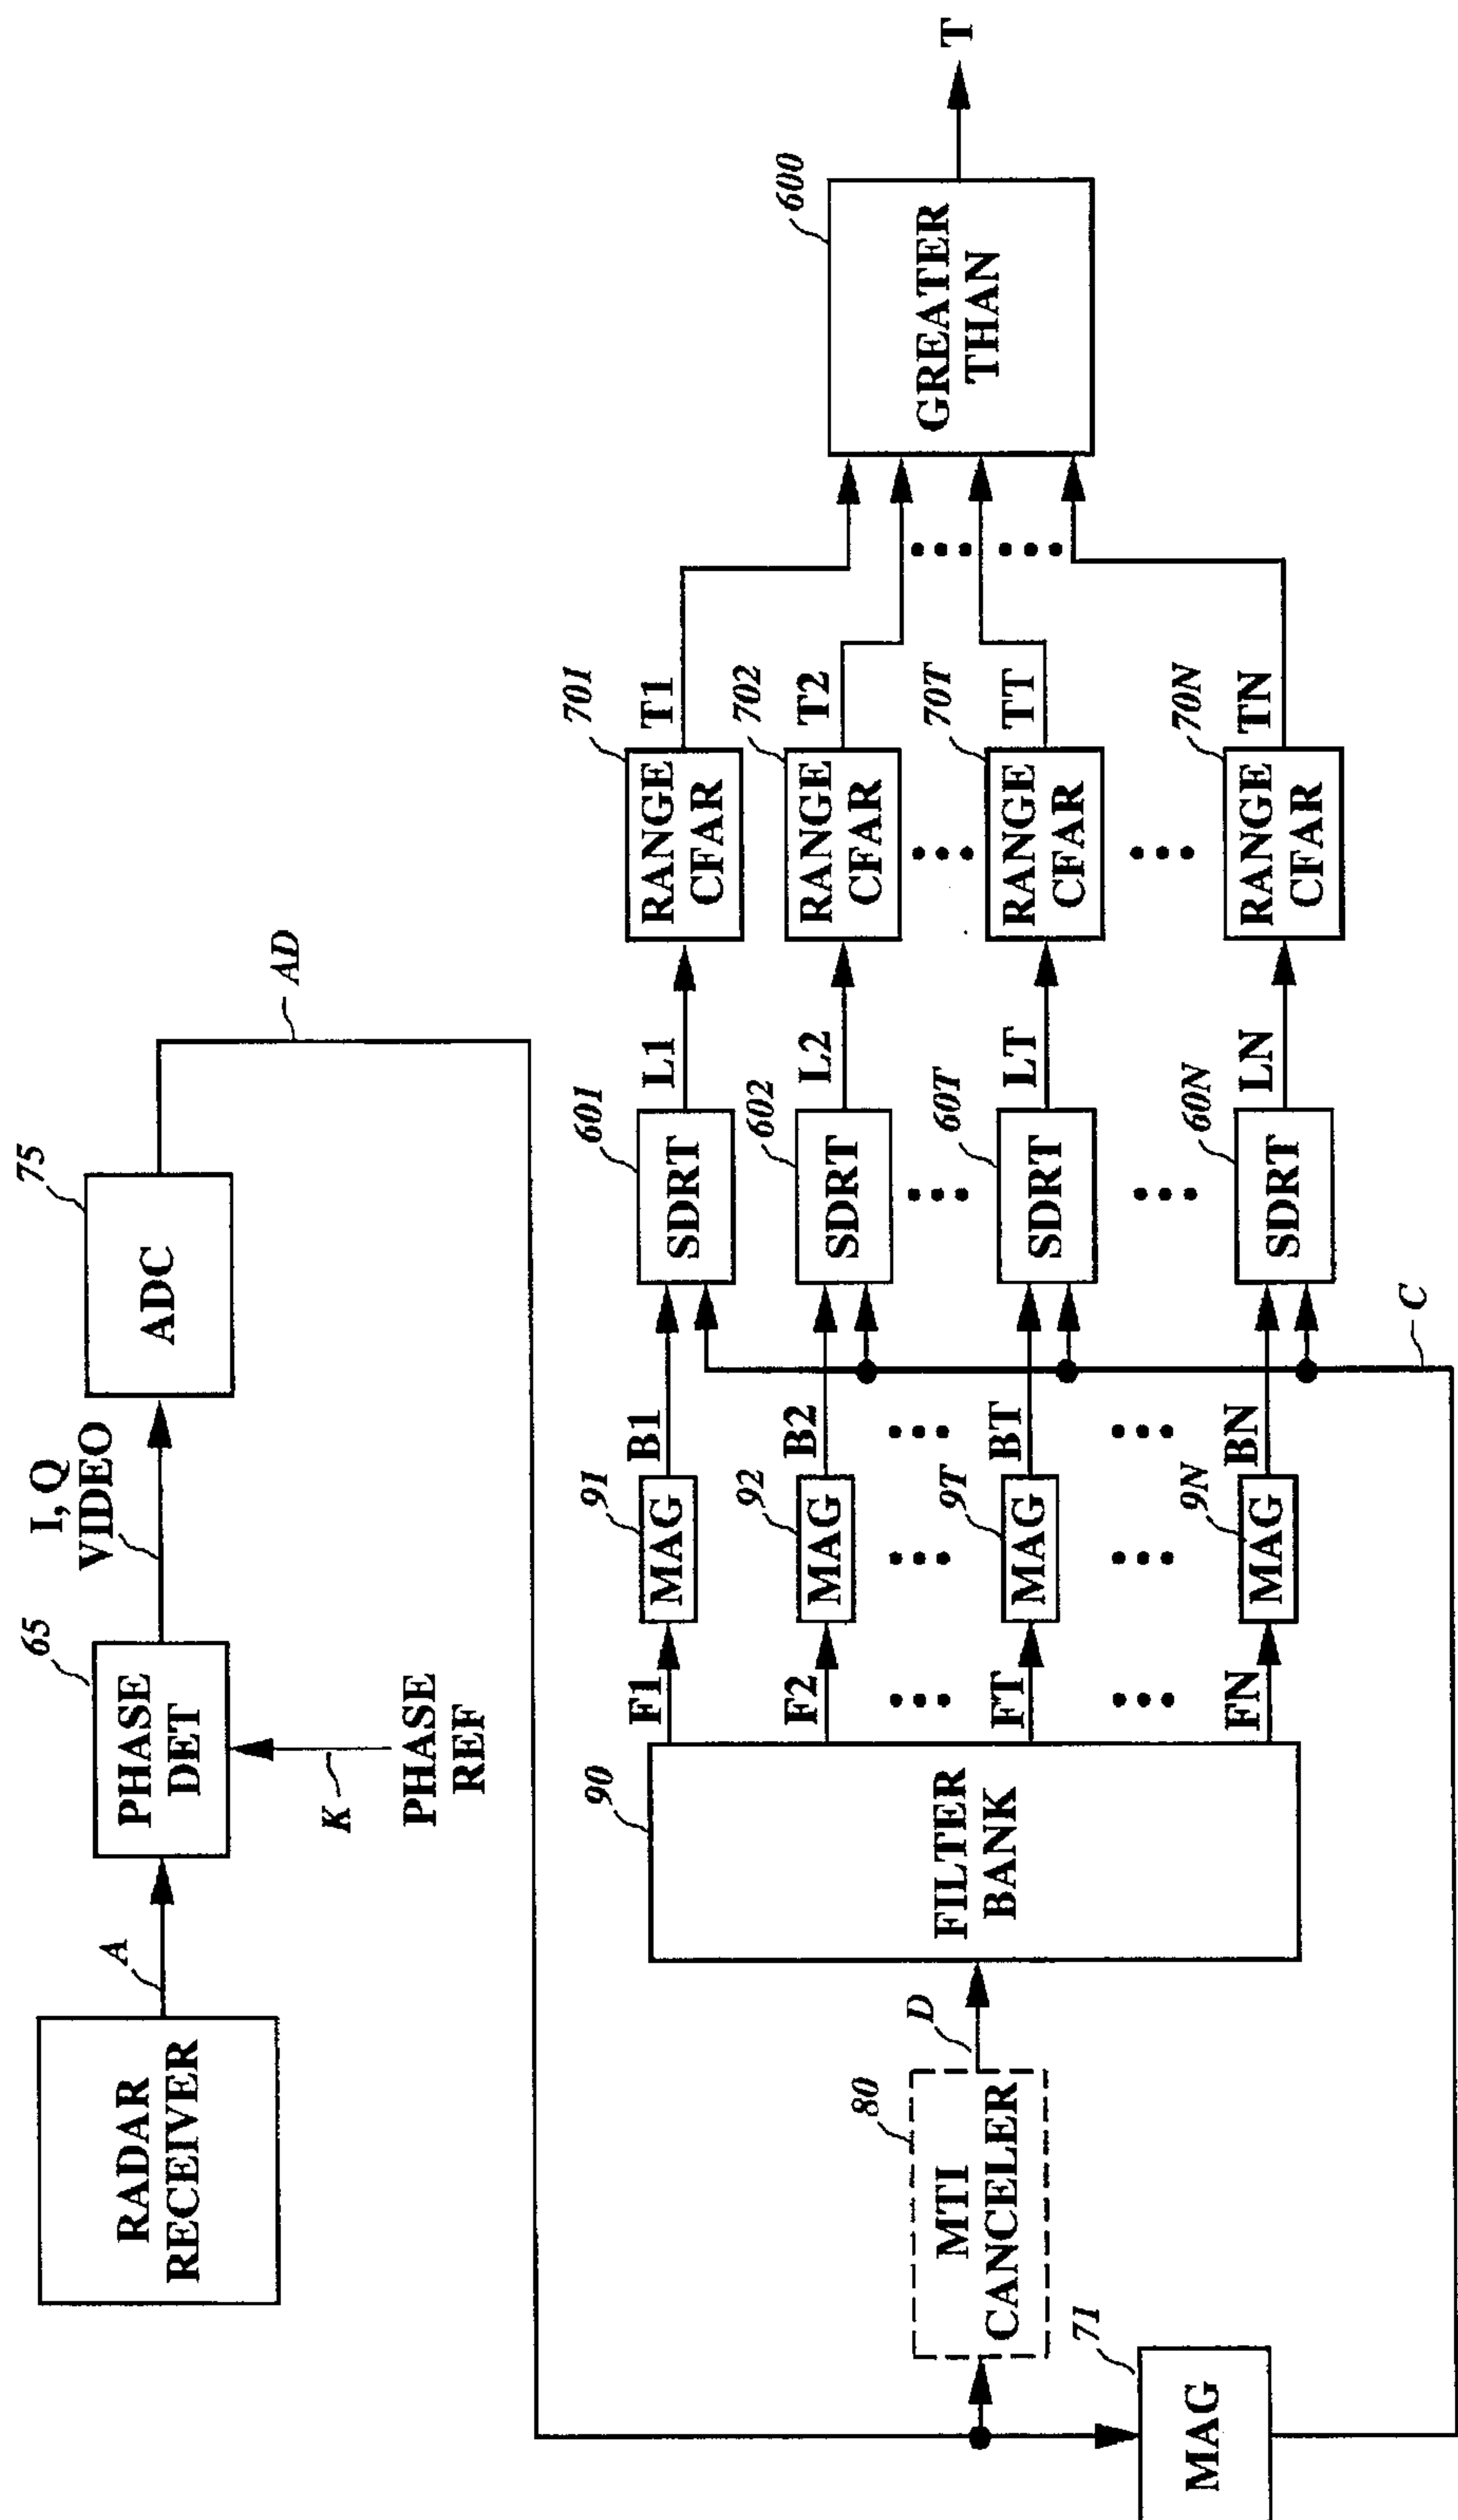 RADAR
RECEIVER
A
PHASE
DET
65
K
PHASE
REF
I, Q
VIDEO
ADC
75
AD
MAG
71
MTI
CANCELER
80
D
FILTER
BANK
90
F1
MAG
91
B1
SDRT
601
L1
RANGE
CFAR
701
T1
F2
MAG
92
B2
SDRT
602
L2
RANGE
CFAR
702
T2
FT
MAG
9T
BT
SDRT
60T
LT
RANGE
CFAR
70T
TT
FN
MAG
9N
BN
SDRT
60N
LN
RANGE
CFAR
70N
TN
C
GREATER
THAN
600
T